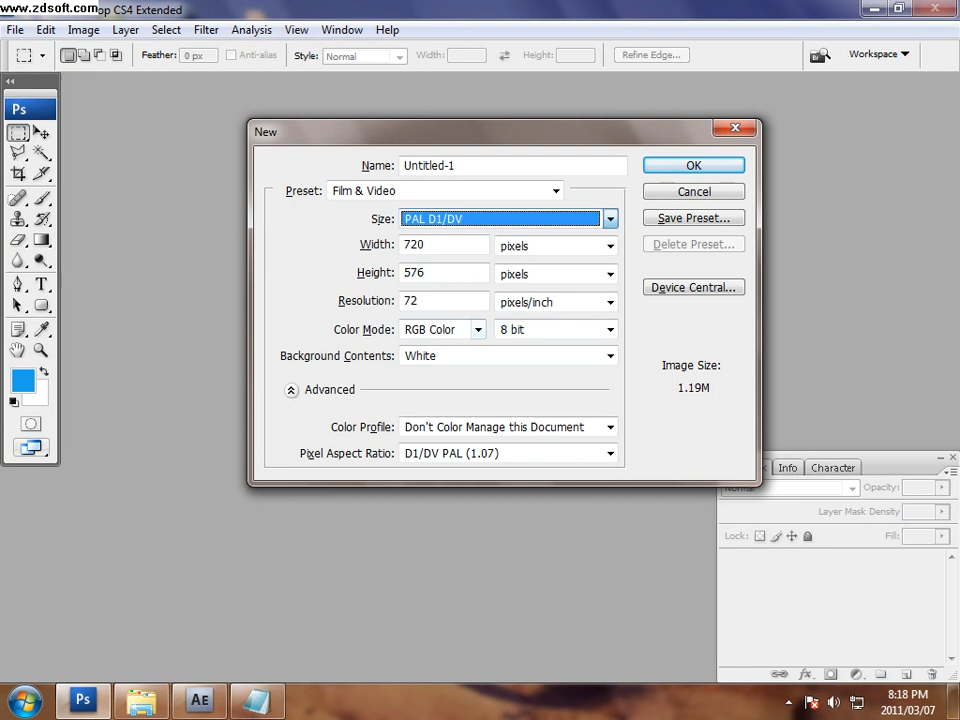 www.zdsoft.com op CS4 Extended
File Edit Image Layer Select Filter Analysis View Window Help
Feather: 0 px Anti-alias Style: Normal Width: Height: Refine Edge... Br Workspace
Ps
New
Name: Untitled-1 OK
Preset: Film & Video Cancel
Size: PAL D1/DV Save Preset...
Width: 720 pixels Delete Preset...
Height: 576 pixels Device Central...
Resolution: 72 pixels/inch
Color Mode: RGB Color 8 bit
Background Contents: White
Image Size:
1.19M
Advanced
Color Profile: Don't Color Manage this Document
Pixel Aspect Ratio: D1/DV PAL (1.07)
Info Character
Normal Opacity:
Layer Mask Density
Lock: Fill:
fx
Ps AE 8:18 PM
2011/03/07